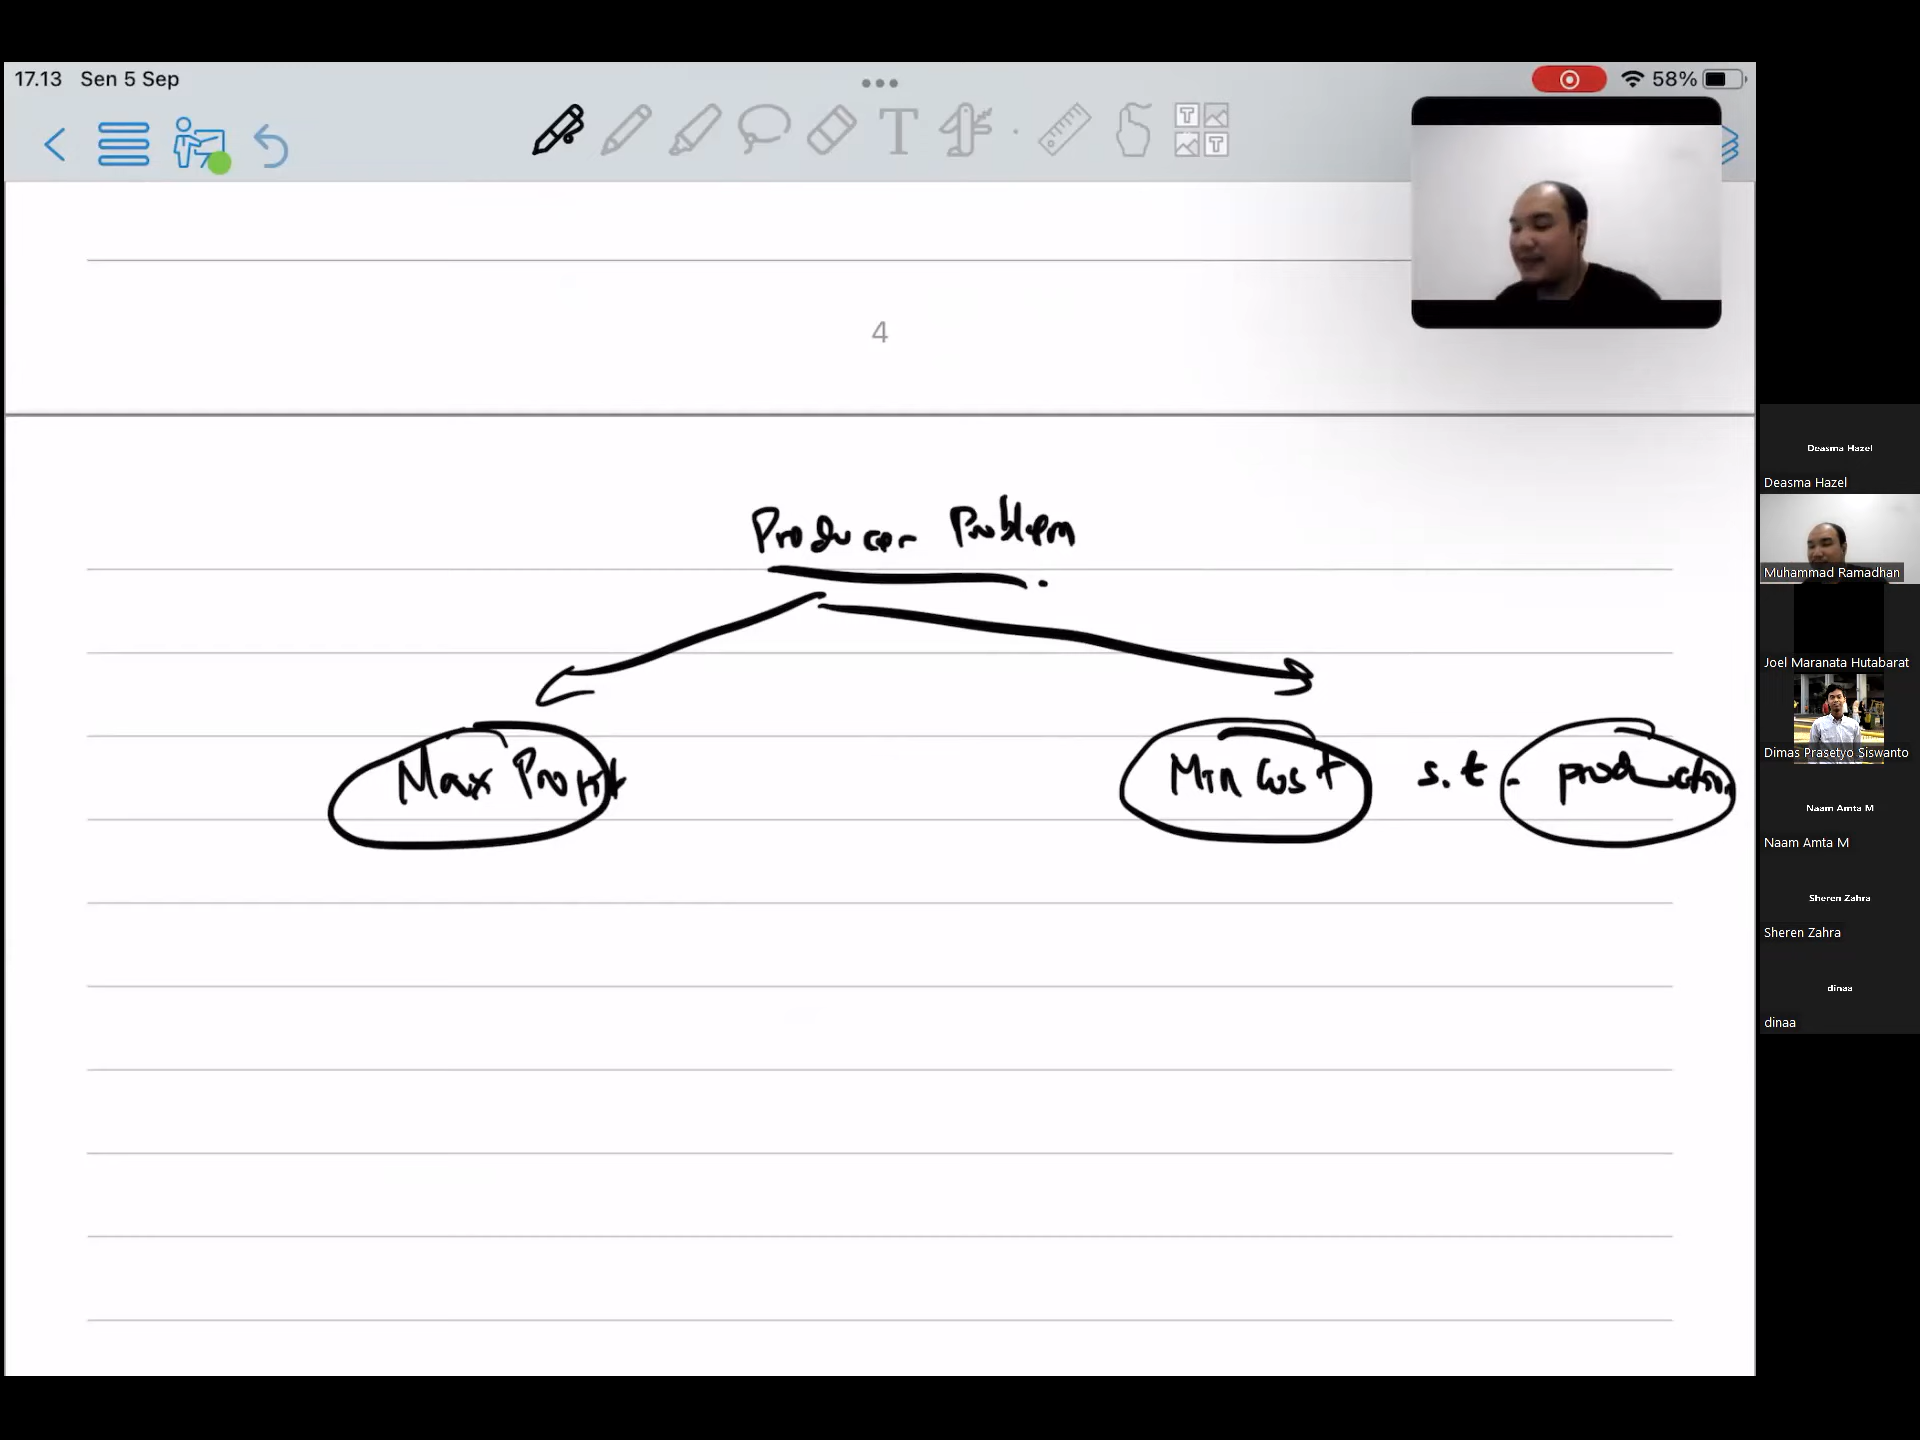 17.13 Sen 5 Sep
58%
4
Producer Problem
Max Profit
Min Cost s.t. production
Deasma Hazel
Deasma Hazel
Muhammad Ramadhan
Joel Maranata Hutabarat
Dimas Prasetyo Siswanto
Naam Amta M
Naam Amta M
Sheren Zahra
Sheren Zahra
dinaa
dinaa